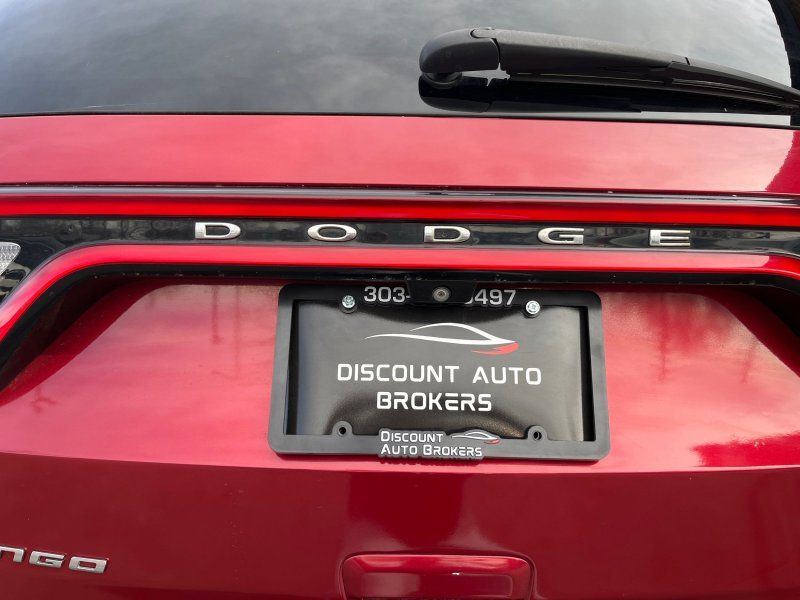 DODGE
303- 497
DISCOUNT AUTO
BROKERS
DISCOUNT
AUTO BROKERS
NGO